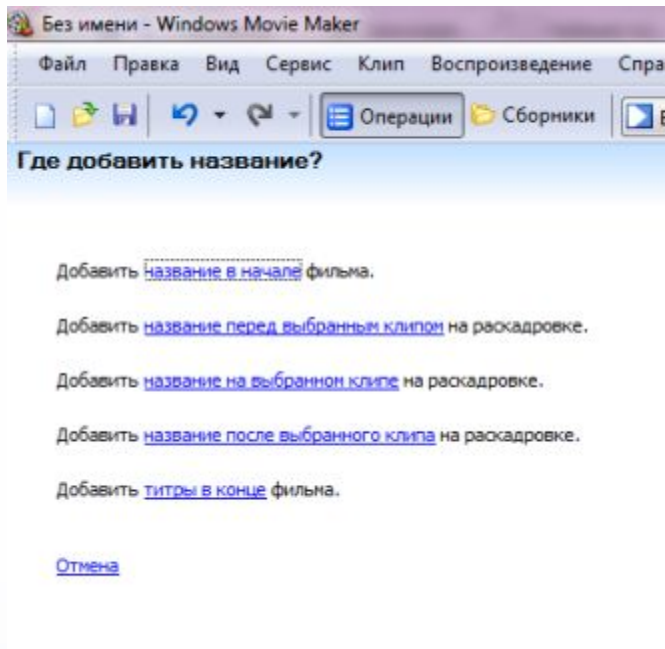 Без имени - Windows Movie Maker
Файл Правка Вид Сервис Клип Воспроизведение
Операции Сборники
Где добавить название?
Добавить название в начале фильма.
Добавить название перед выбранным клипом на раскадровке.
Добавить название на выбранном клипе на раскадровке.
Добавить название после выбранного клипа на раскадровке.
Добавить титры в конце фильма.
Отмена